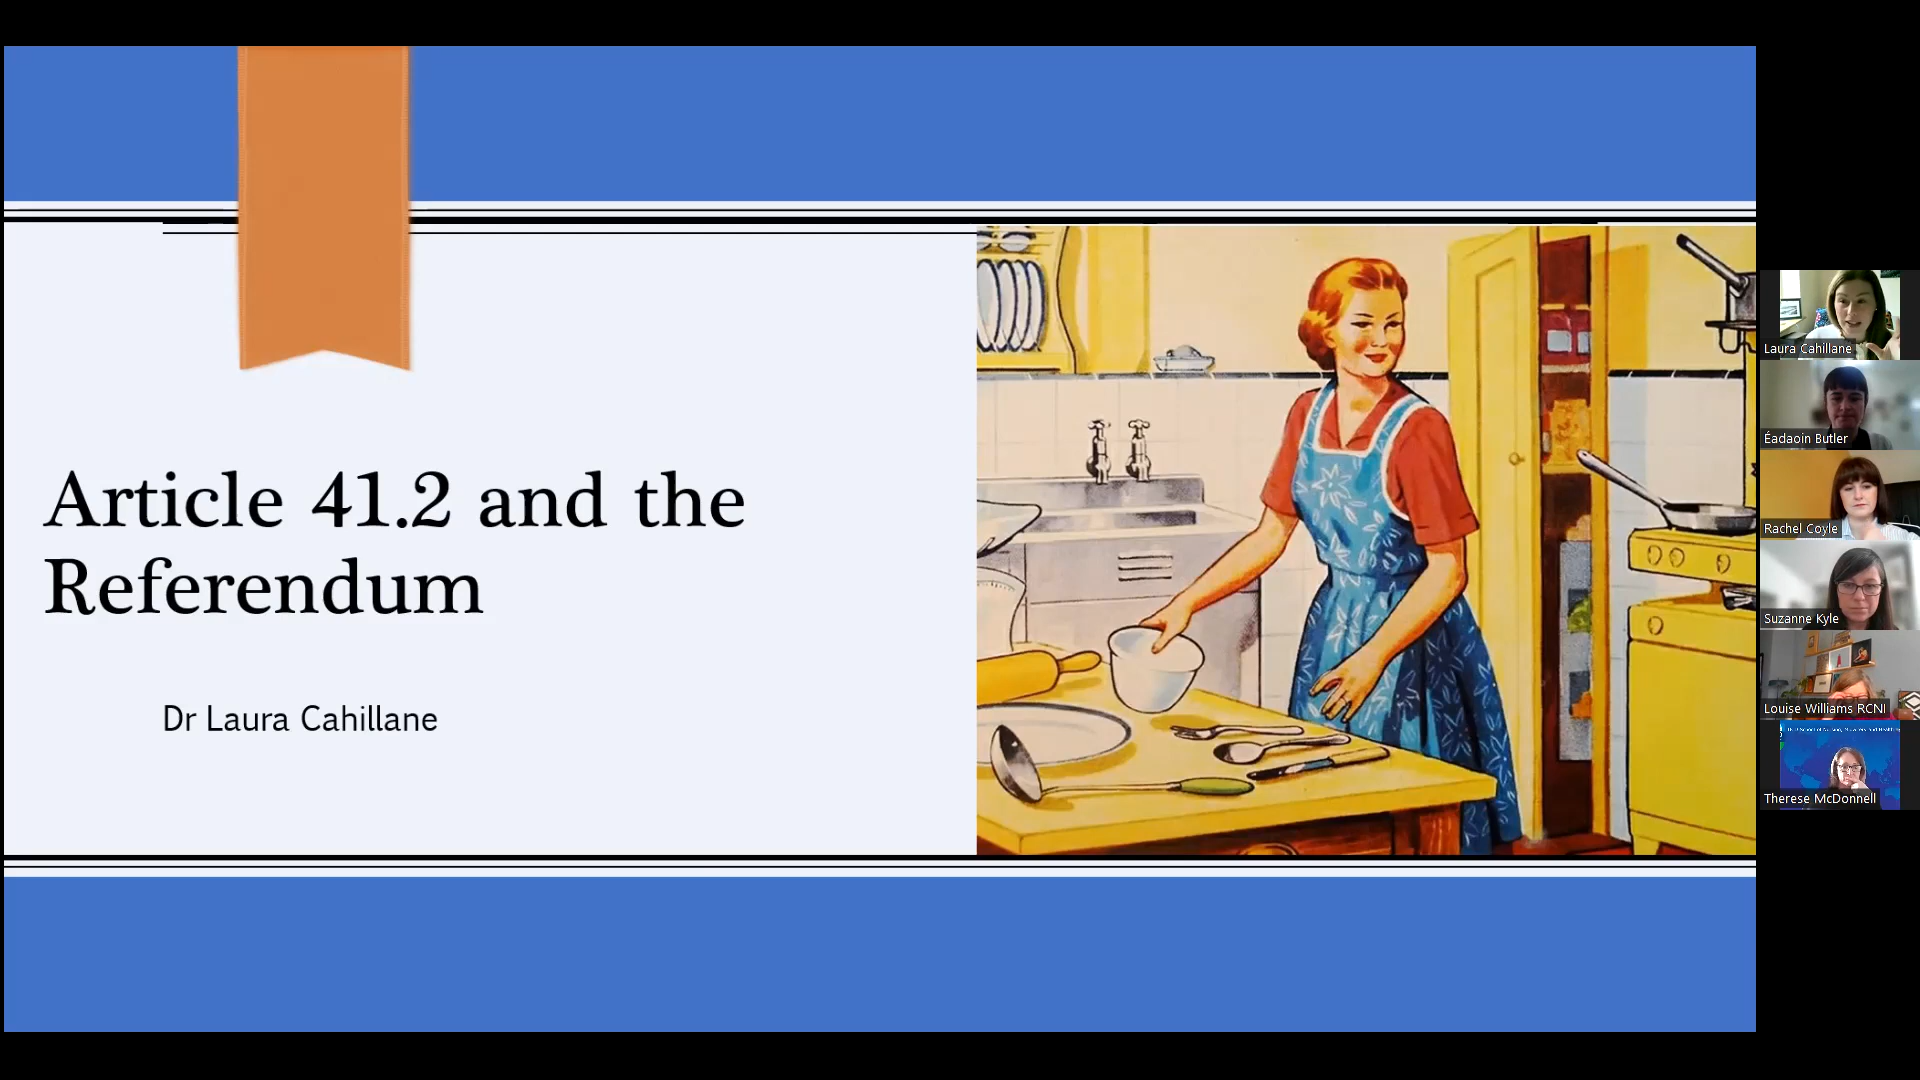 Article 41.2 and the
Referendum
Dr Laura Cahillane
Laura Cahillane
Éadaoin Butler
Rachel Coyle
Suzanne Kyle
Louise Williams RCNI
Therese McDonnell